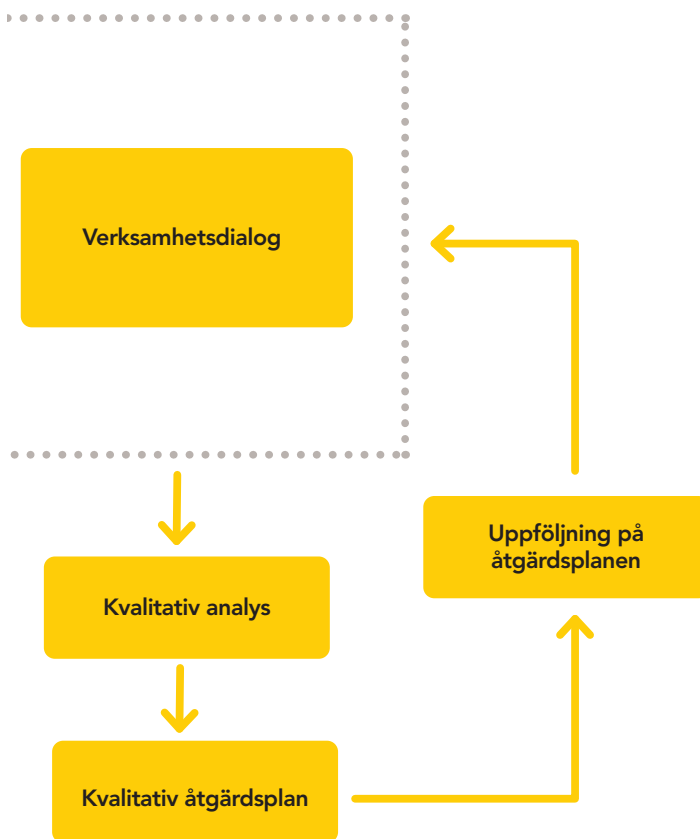 Verksamhetsdialog
Kvalitativ analys
Kvalitativ åtgärdsplan
Uppföljning på
åtgärdsplanen